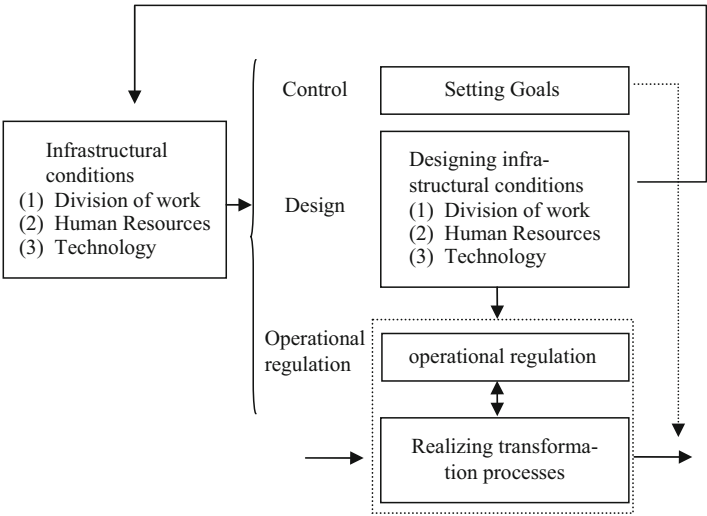 Control
Setting Goals
Infrastructural
conditions
(1) Division of work
(2) Human Resources
(3) Technology
Design
Designing infra-
structural conditions
(1) Division of work
(2) Human Resources
(3) Technology
Operational
regulation
operational regulation
Realizing transforma-
tion processes